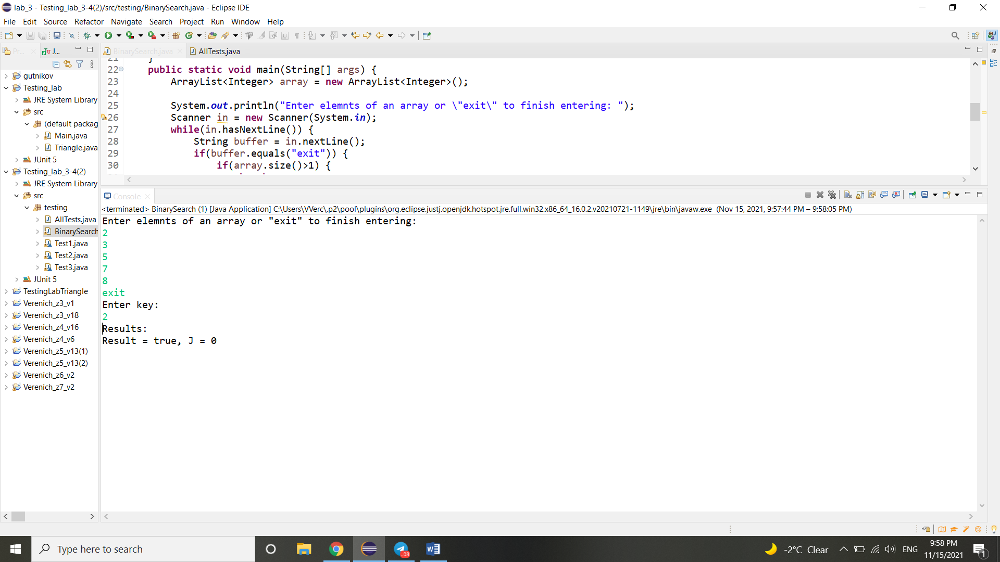 lab_3 - Testing_lab_3-4(2)/src/testing/BinarySearch.java - Eclipse IDE
File Edit Source Refactor Navigate Search Project Run Window Help
Pr... J...
BinarySearch.java AllTests.java
gutnikov
Testing_lab
JRE System Library
src
(default packag
Main.java
Triangle.java
JUnit 5
Testing_lab_3-4(2)
JRE System Library
src
testing
AllTests.java
BinarySearch
Test1.java
Test2.java
Test3.java
JUnit 5
TestingLabTriangle
Verenich_z3_v1
Verenich_z3_v18
Verenich_z4_v16
Verenich_z4_v6
Verenich_z5_v13(1)
Verenich_z5_v13(2)
Verenich_z6_v2
Verenich_z7_v2
21 }
22 public static void main(String[] args) {
23 ArrayList<Integer> array = new ArrayList<Integer>();
24
25 System.out.println("Enter elemnts of an array or \"exit\" to finish entering: ");
26 Scanner in = new Scanner(System.in);
27 while(in.hasNextLine()) {
28 String buffer = in.nextLine();
29 if(buffer.equals("exit")) {
30 if(array.size()>1) {
Console
<terminated> BinarySearch (1) [Java Application] C:\Users\VVerc\.p2\pool\plugins\org.eclipse.justj.openjdk.hotspot.jre.full.win32.x86_64_16.0.2.v20210721-1149\jre\bin\javaw.exe (Nov 15, 2021, 9:57:44 PM – 9:58:05 PM)
Enter elemnts of an array or "exit" to finish entering:
2
3
5
7
8
exit
Enter key:
2
Results:
Result = true, J = 0
Type here to search
..08
-2°C Clear
ENG
9:58 PM
11/15/2021
1